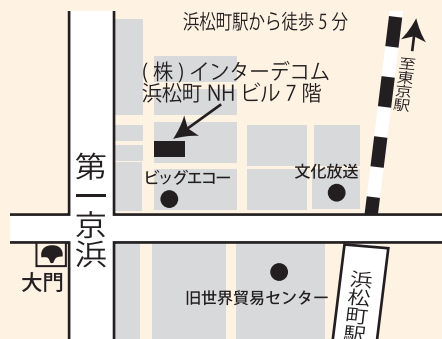 浜松町駅から徒歩5分
至東京駅
(株)インターデコム
浜松町NHビル7階
第一京浜
ビッグエコー
文化放送
大門
旧世界貿易センター
浜松町駅